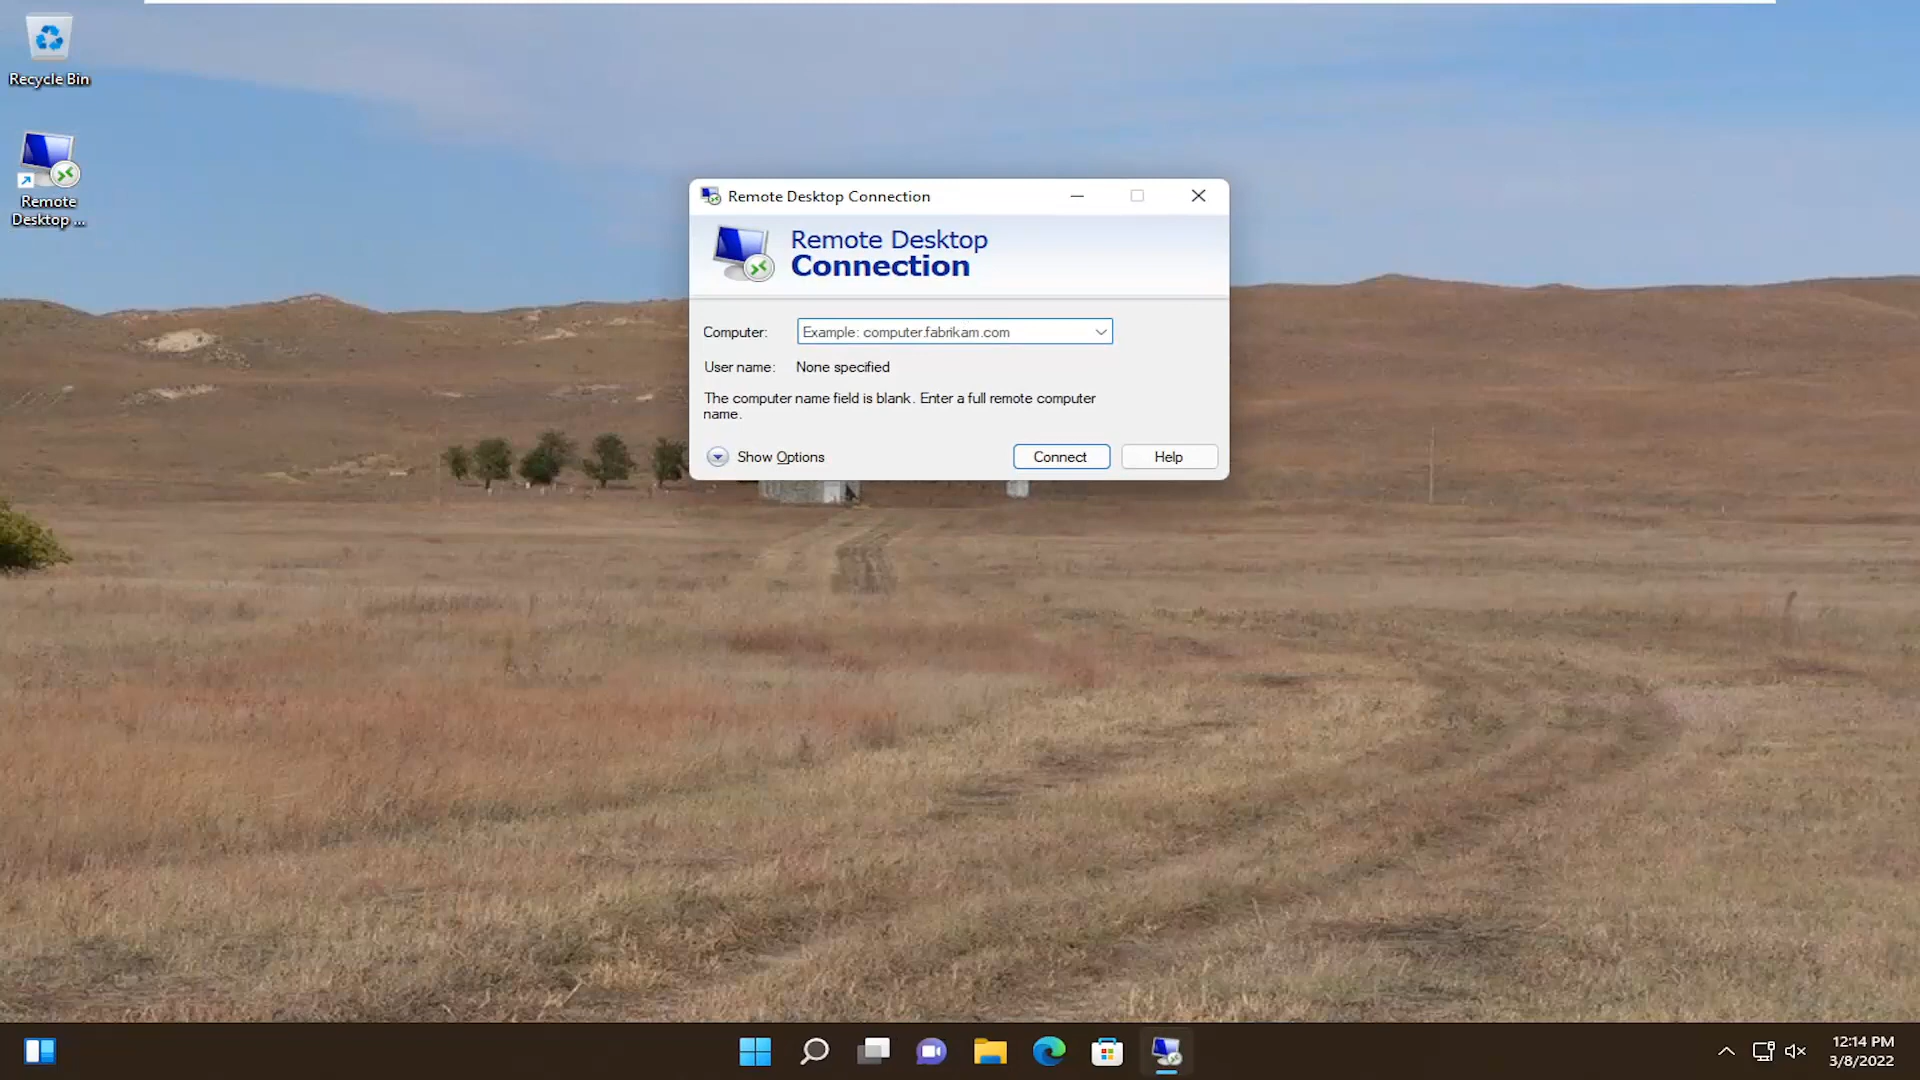 Recycle Bin
Remote
Desktop ...
Remote Desktop Connection
Remote Desktop
Connection
Computer:
Example: computer.fabrikam.com
User name:
None specified
The computer name field is blank. Enter a full remote computer
name.
Show Options
Connect
Help
12:14 PM
3/8/2022